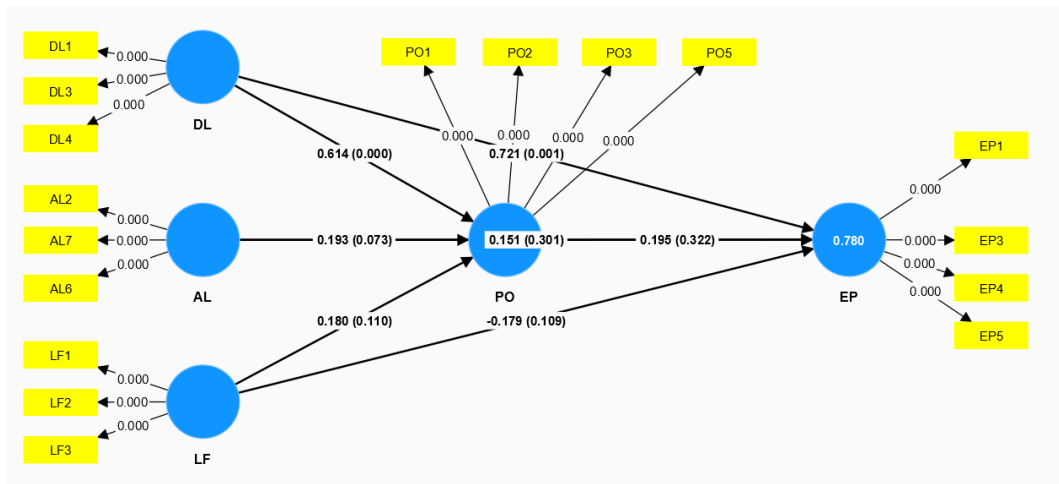 DL1
DL3
DL4
0.000
0.000
0.000
DL
PO1
PO2
PO3
PO5
0.000
0.000
0.000
0.000
0.614 (0.000)
0.721 (0.001)
AL2
AL7
AL6
0.000
0.000
0.000
AL
0.193 (0.073)
0.151 (0.301)
PO
0.195 (0.322)
0.780
EP
EP1
EP3
EP4
EP5
0.000
0.000
0.000
0.000
0.180 (0.110)
-0.179 (0.109)
LF1
LF2
LF3
0.000
0.000
0.000
LF